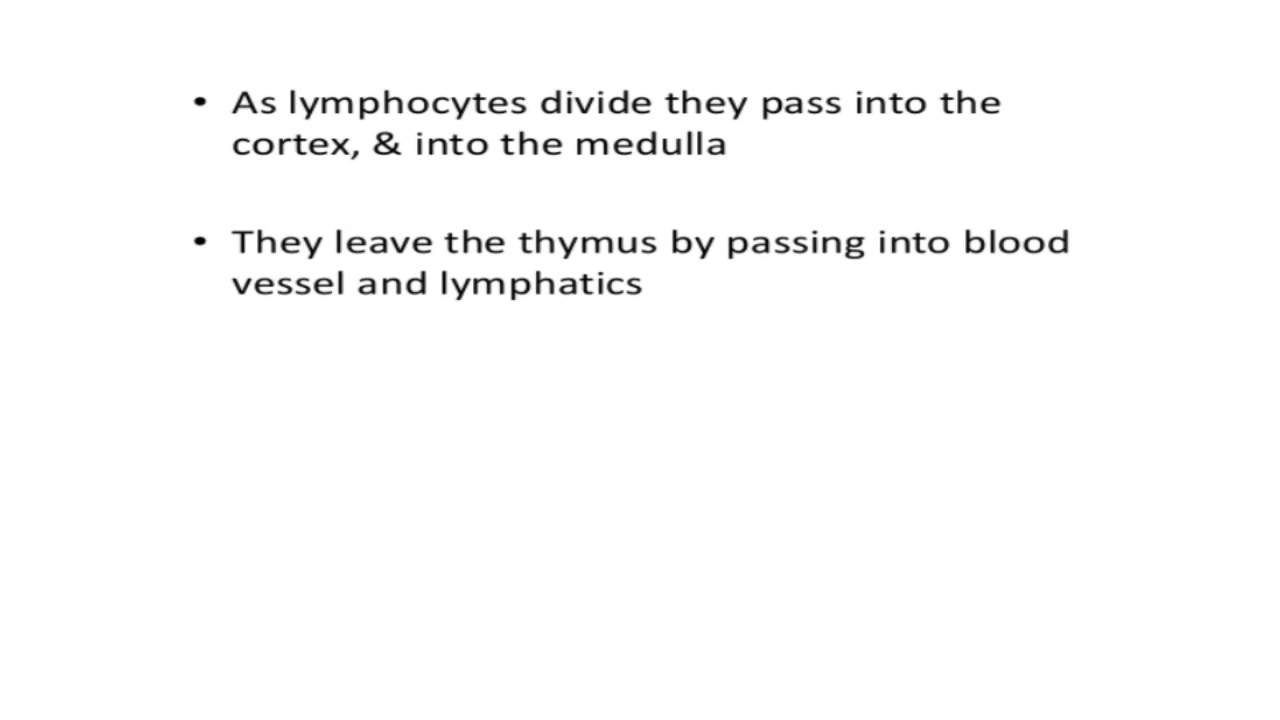 • As lymphocytes divide they pass into the
cortex, & into the medulla
• They leave the thymus by passing into blood
vessel and lymphatics